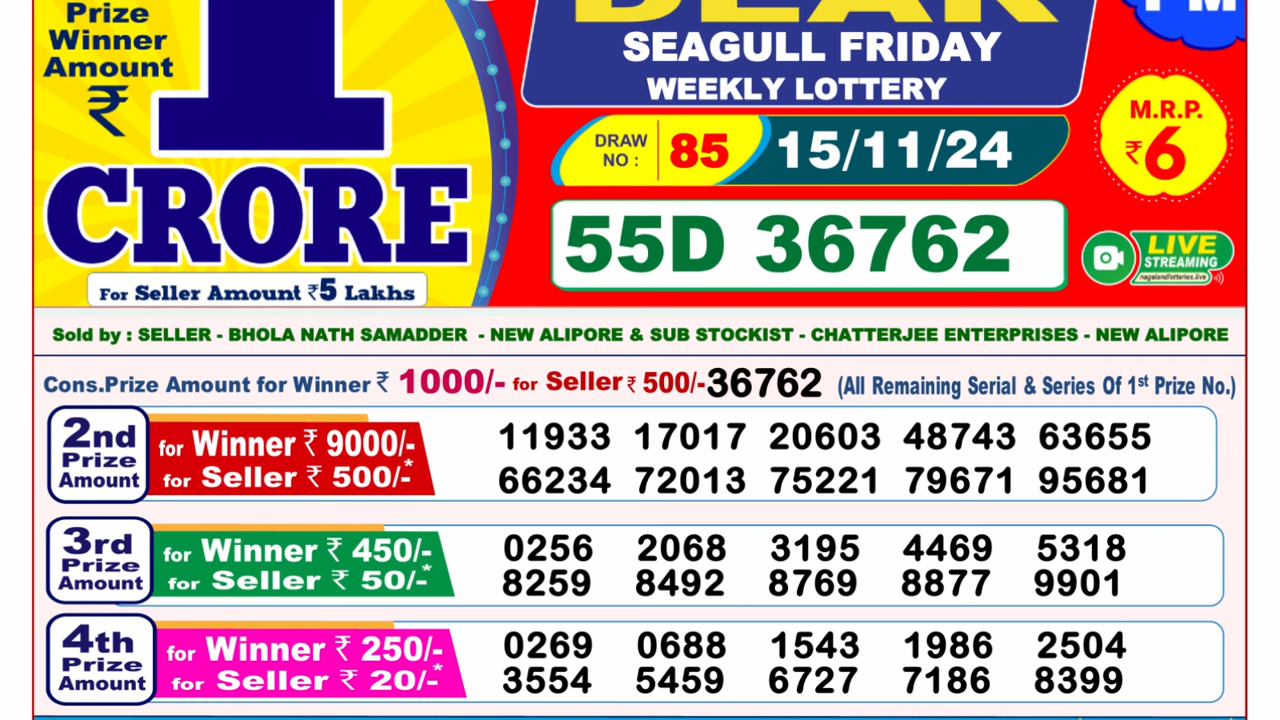 Prize
Winner
Amount
₹
1
CRORE
For Seller Amount ₹5 Lakhs
DEAR
SEAGULL FRIDAY
WEEKLY LOTTERY
PM
DRAW
NO :
85
15/11/24
M.R.P.
₹6
55D 36762
LIVE
STREAMING
nagalandlotteries.live
Sold by : SELLER - BHOLA NATH SAMADDER - NEW ALIPORE & SUB STOCKIST - CHATTERJEE ENTERPRISES - NEW ALIPORE
Cons.Prize Amount for Winner ₹ 1000/- for Seller ₹ 500/- 36762 (All Remaining Serial & Series Of 1st Prize No.)
2nd
Prize
Amount
for Winner ₹ 9000/-
for Seller ₹ 500/-*
11933 17017 20603 48743 63655
66234 72013 75221 79671 95681
3rd
Prize
Amount
for Winner ₹ 450/-
for Seller ₹ 50/-*
0256 2068 3195 4469 5318
8259 8492 8769 8877 9901
4th
Prize
Amount
for Winner ₹ 250/-
for Seller ₹ 20/-*
0269 0688 1543 1986 2504
3554 5459 6727 7186 8399